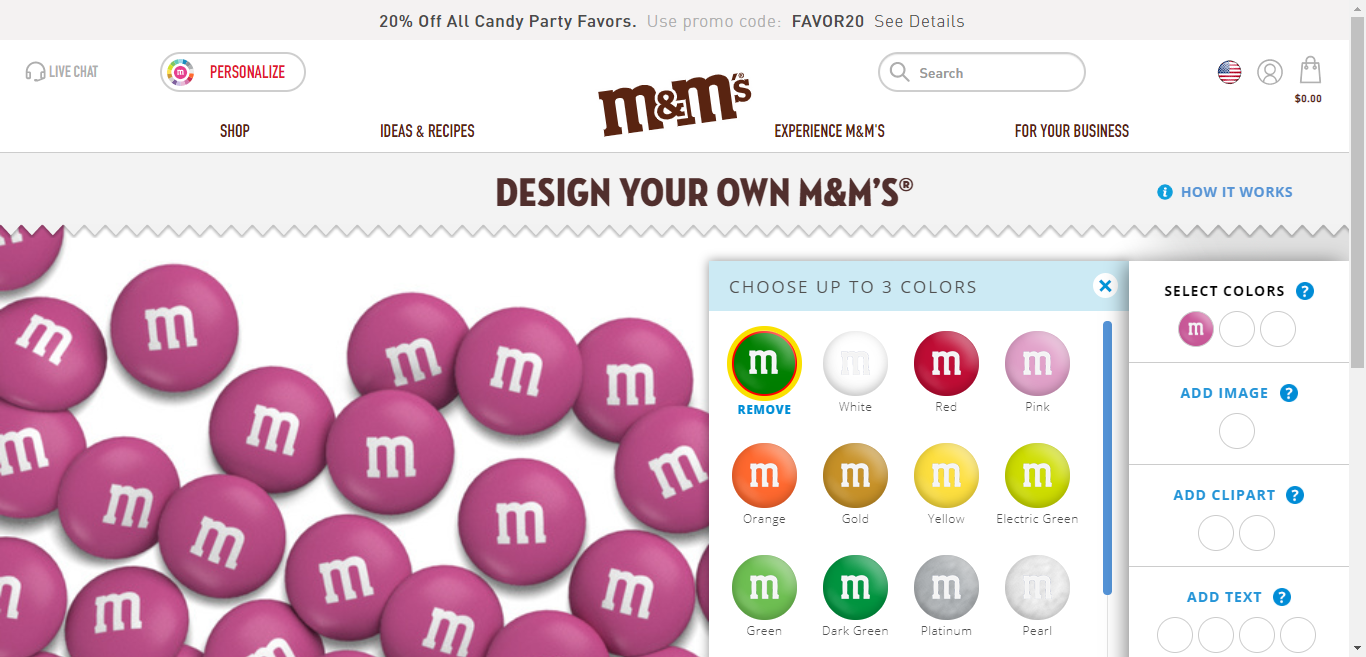 20% Off All Candy Party Favors. Use promo code: FAVOR20 See Details
LIVE CHAT
m
PERSONALIZE
m&m's®
Search
$0.00
SHOP
IDEAS & RECIPES
EXPERIENCE M&M'S
FOR YOUR BUSINESS
DESIGN YOUR OWN M&M'S®
i HOW IT WORKS
m m m m m m m m m m m m m m m m m m m m
CHOOSE UP TO 3 COLORS
m m m m
REMOVE White Red Pink
m m m m
Orange Gold Yellow Electric Green
m m m m
Green Dark Green Platinum Pearl
SELECT COLORS ?
m
ADD IMAGE ?
ADD CLIPART ?
ADD TEXT ?